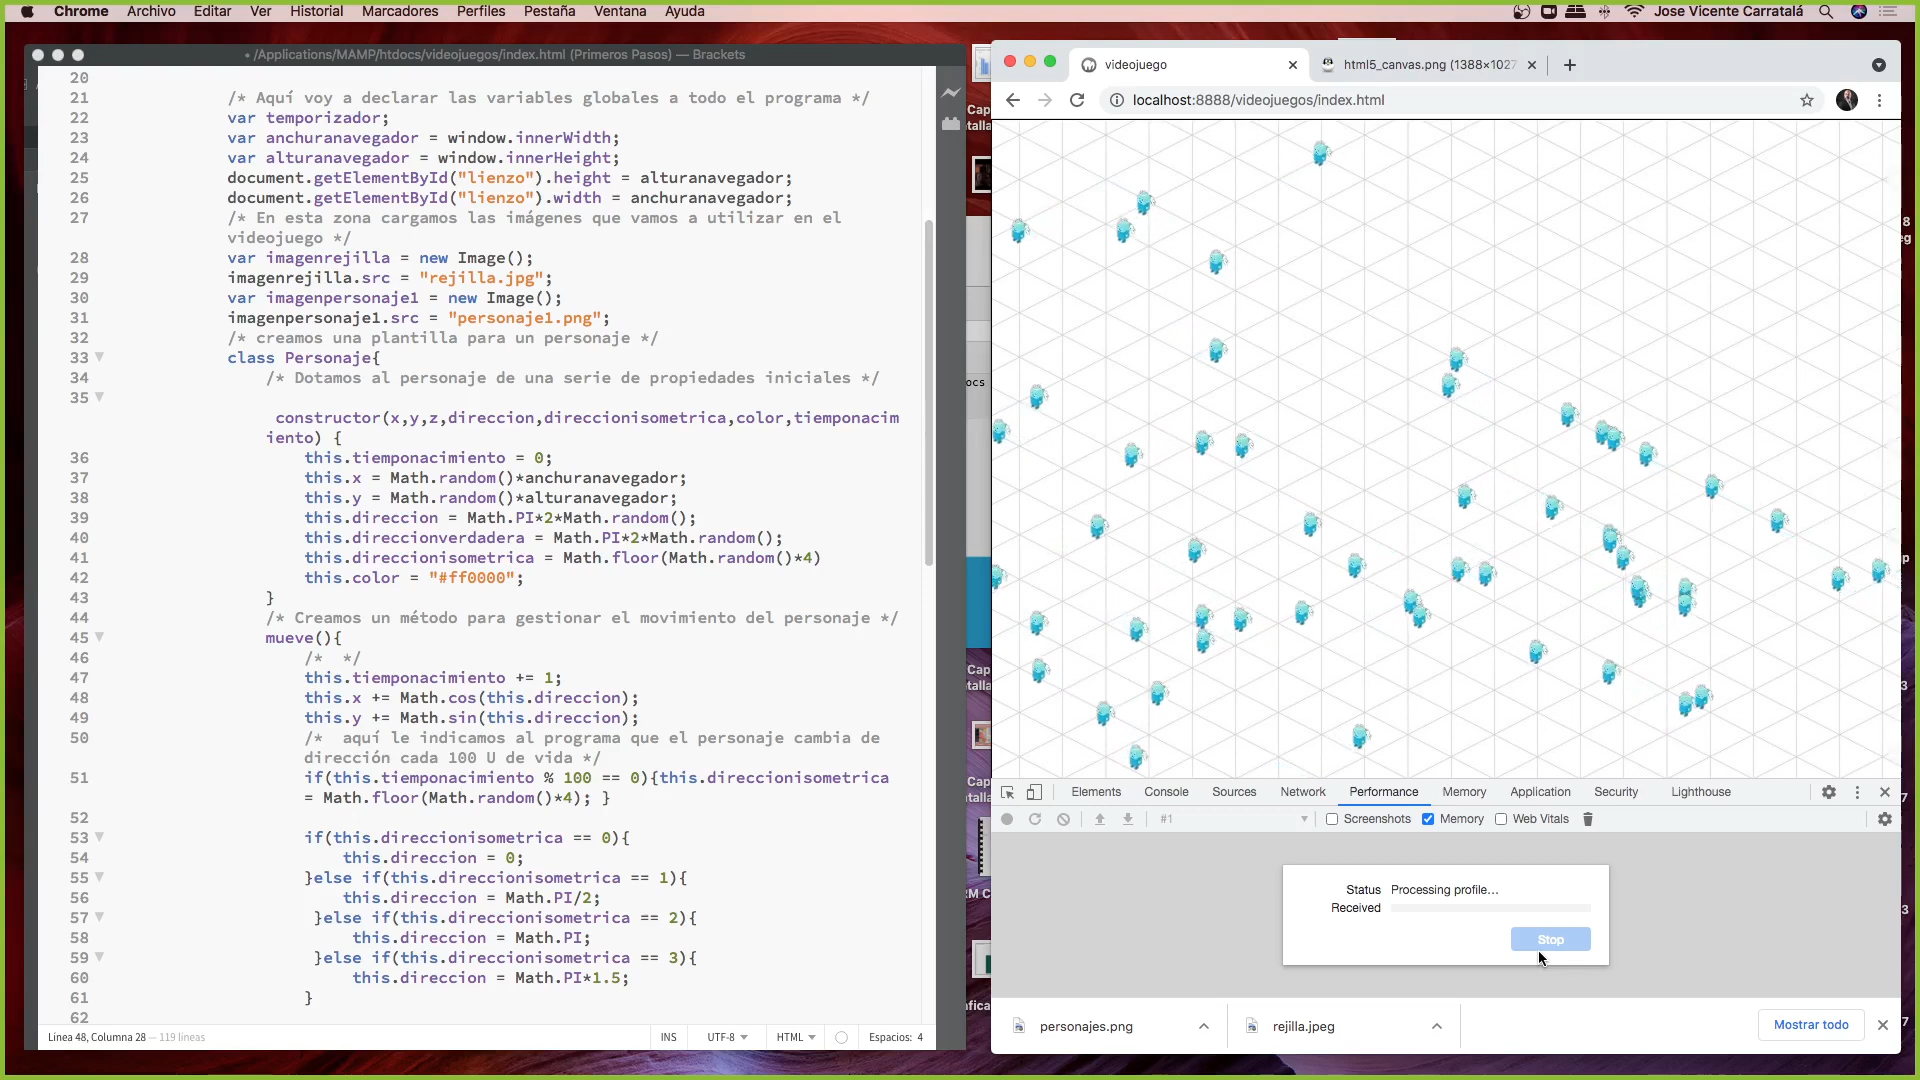 Chrome Archivo Editar Ver Historial Marcadores Perfiles Pestaña Ventana Ayuda
Jose Vicente Carratalá
• /Applications/MAMP/htdocs/videojuegos/index.html (Primeros Pasos) — Brackets
20
21 /* Aquí voy a declarar las variables globales a todo el programa */
22 var temporizador;
23 var anchuranavegador = window.innerWidth;
24 var alturanavegador = window.innerHeight;
25 document.getElementById("lienzo").height = alturanavegador;
26 document.getElementById("lienzo").width = anchuranavegador;
27 /* En esta zona cargamos las imágenes que vamos a utilizar en el
videojuego */
28 var imagenrejilla = new Image();
29 imagenrejilla.src = "rejilla.jpg";
30 var imagenpersonaje1 = new Image();
31 imagenpersonaje1.src = "personaje1.png";
32 /* creamos una plantilla para un personaje */
33 class Personaje{
34 /* Dotamos al personaje de una serie de propiedades iniciales */
35
constructor(x,y,z,direccion,direccionisometrica,color,tiemponacim
iento) {
36 this.tiemponacimiento = 0;
37 this.x = Math.random()*anchuranavegador;
38 this.y = Math.random()*alturanavegador;
39 this.direccion = Math.PI*2*Math.random();
40 this.direccionverdadera = Math.PI*2*Math.random();
41 this.direccionisometrica = Math.floor(Math.random()*4)
42 this.color = "#ff0000";
43 }
44 /* Creamos un método para gestionar el movimiento del personaje */
45 mueve(){
46 /*  */
47 this.tiemponacimiento += 1;
48 this.x += Math.cos(this.direccion);
49 this.y += Math.sin(this.direccion);
50 /*  aquí le indicamos al programa que el personaje cambia de
dirección cada 100 U de vida */
51 if(this.tiemponacimiento % 100 == 0){this.direccionisometrica
= Math.floor(Math.random()*4); }
52
53 if(this.direccionisometrica == 0){
54 this.direccion = 0;
55 }else if(this.direccionisometrica == 1){
56 this.direccion = Math.PI/2;
57 }else if(this.direccionisometrica == 2){
58 this.direccion = Math.PI;
59 }else if(this.direccionisometrica == 3){
60 this.direccion = Math.PI*1.5;
61 }
62
Línea 48, Columna 28 — 119 líneas INS UTF-8 HTML Espacios: 4
videojuego
html5_canvas.png (1388×1027
localhost:8888/videojuegos/index.html
Elements Console Sources Network Performance Memory Application Security Lighthouse
#1 Screenshots Memory Web Vitals
Status Processing profile…
Received
Stop
personajes.png rejilla.jpeg Mostrar todo